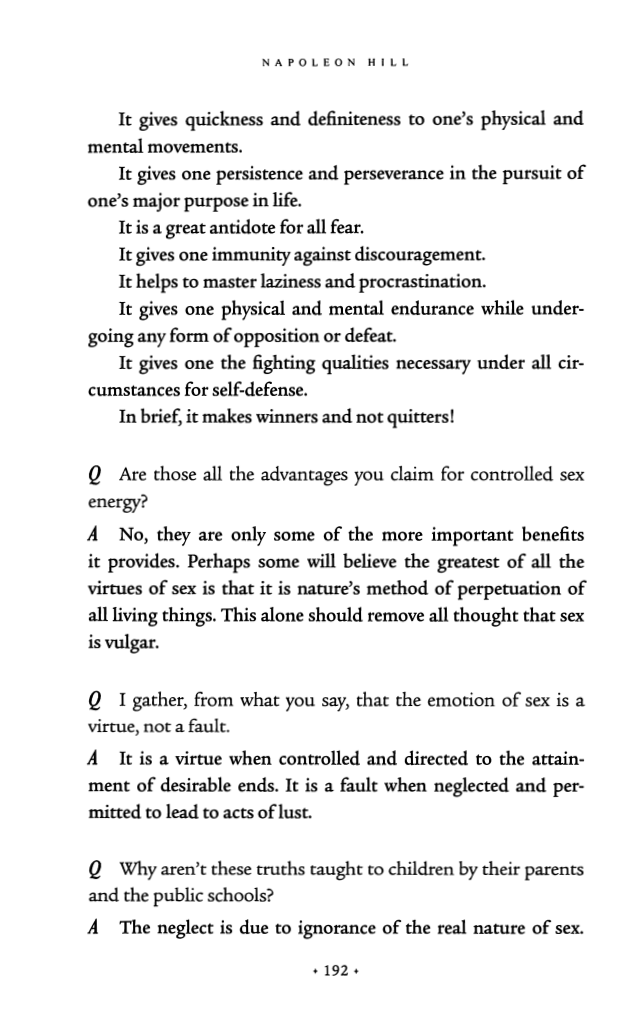 NAPOLEON HILL
It gives quickness and definiteness to one's physical and
mental movements.
It gives one persistence and perseverance in the pursuit of
one's major purpose in life.
It is a great antidote for all fear.
It gives one immunity against discouragement.
It helps to master laziness and procrastination.
It gives one physical and mental endurance while under-
going any form of opposition or defeat.
It gives one the fighting qualities necessary under all cir-
cumstances for self-defense.
In brief, it makes winners and not quitters!
Q Are those all the advantages you claim for controlled sex
energy?
A No, they are only some of the more important benefits
it provides. Perhaps some will believe the greatest of all the
virtues of sex is that it is nature's method of perpetuation of
all living things. This alone should remove all thought that sex
is vulgar.
Q I gather, from what you say, that the emotion of sex is a
virtue, not a fault.
A It is a virtue when controlled and directed to the attain-
ment of desirable ends. It is a fault when neglected and per-
mitted to lead to acts of lust.
Q Why aren't these truths taught to children by their parents
and the public schools?
A The neglect is due to ignorance of the real nature of sex.
• 192 •